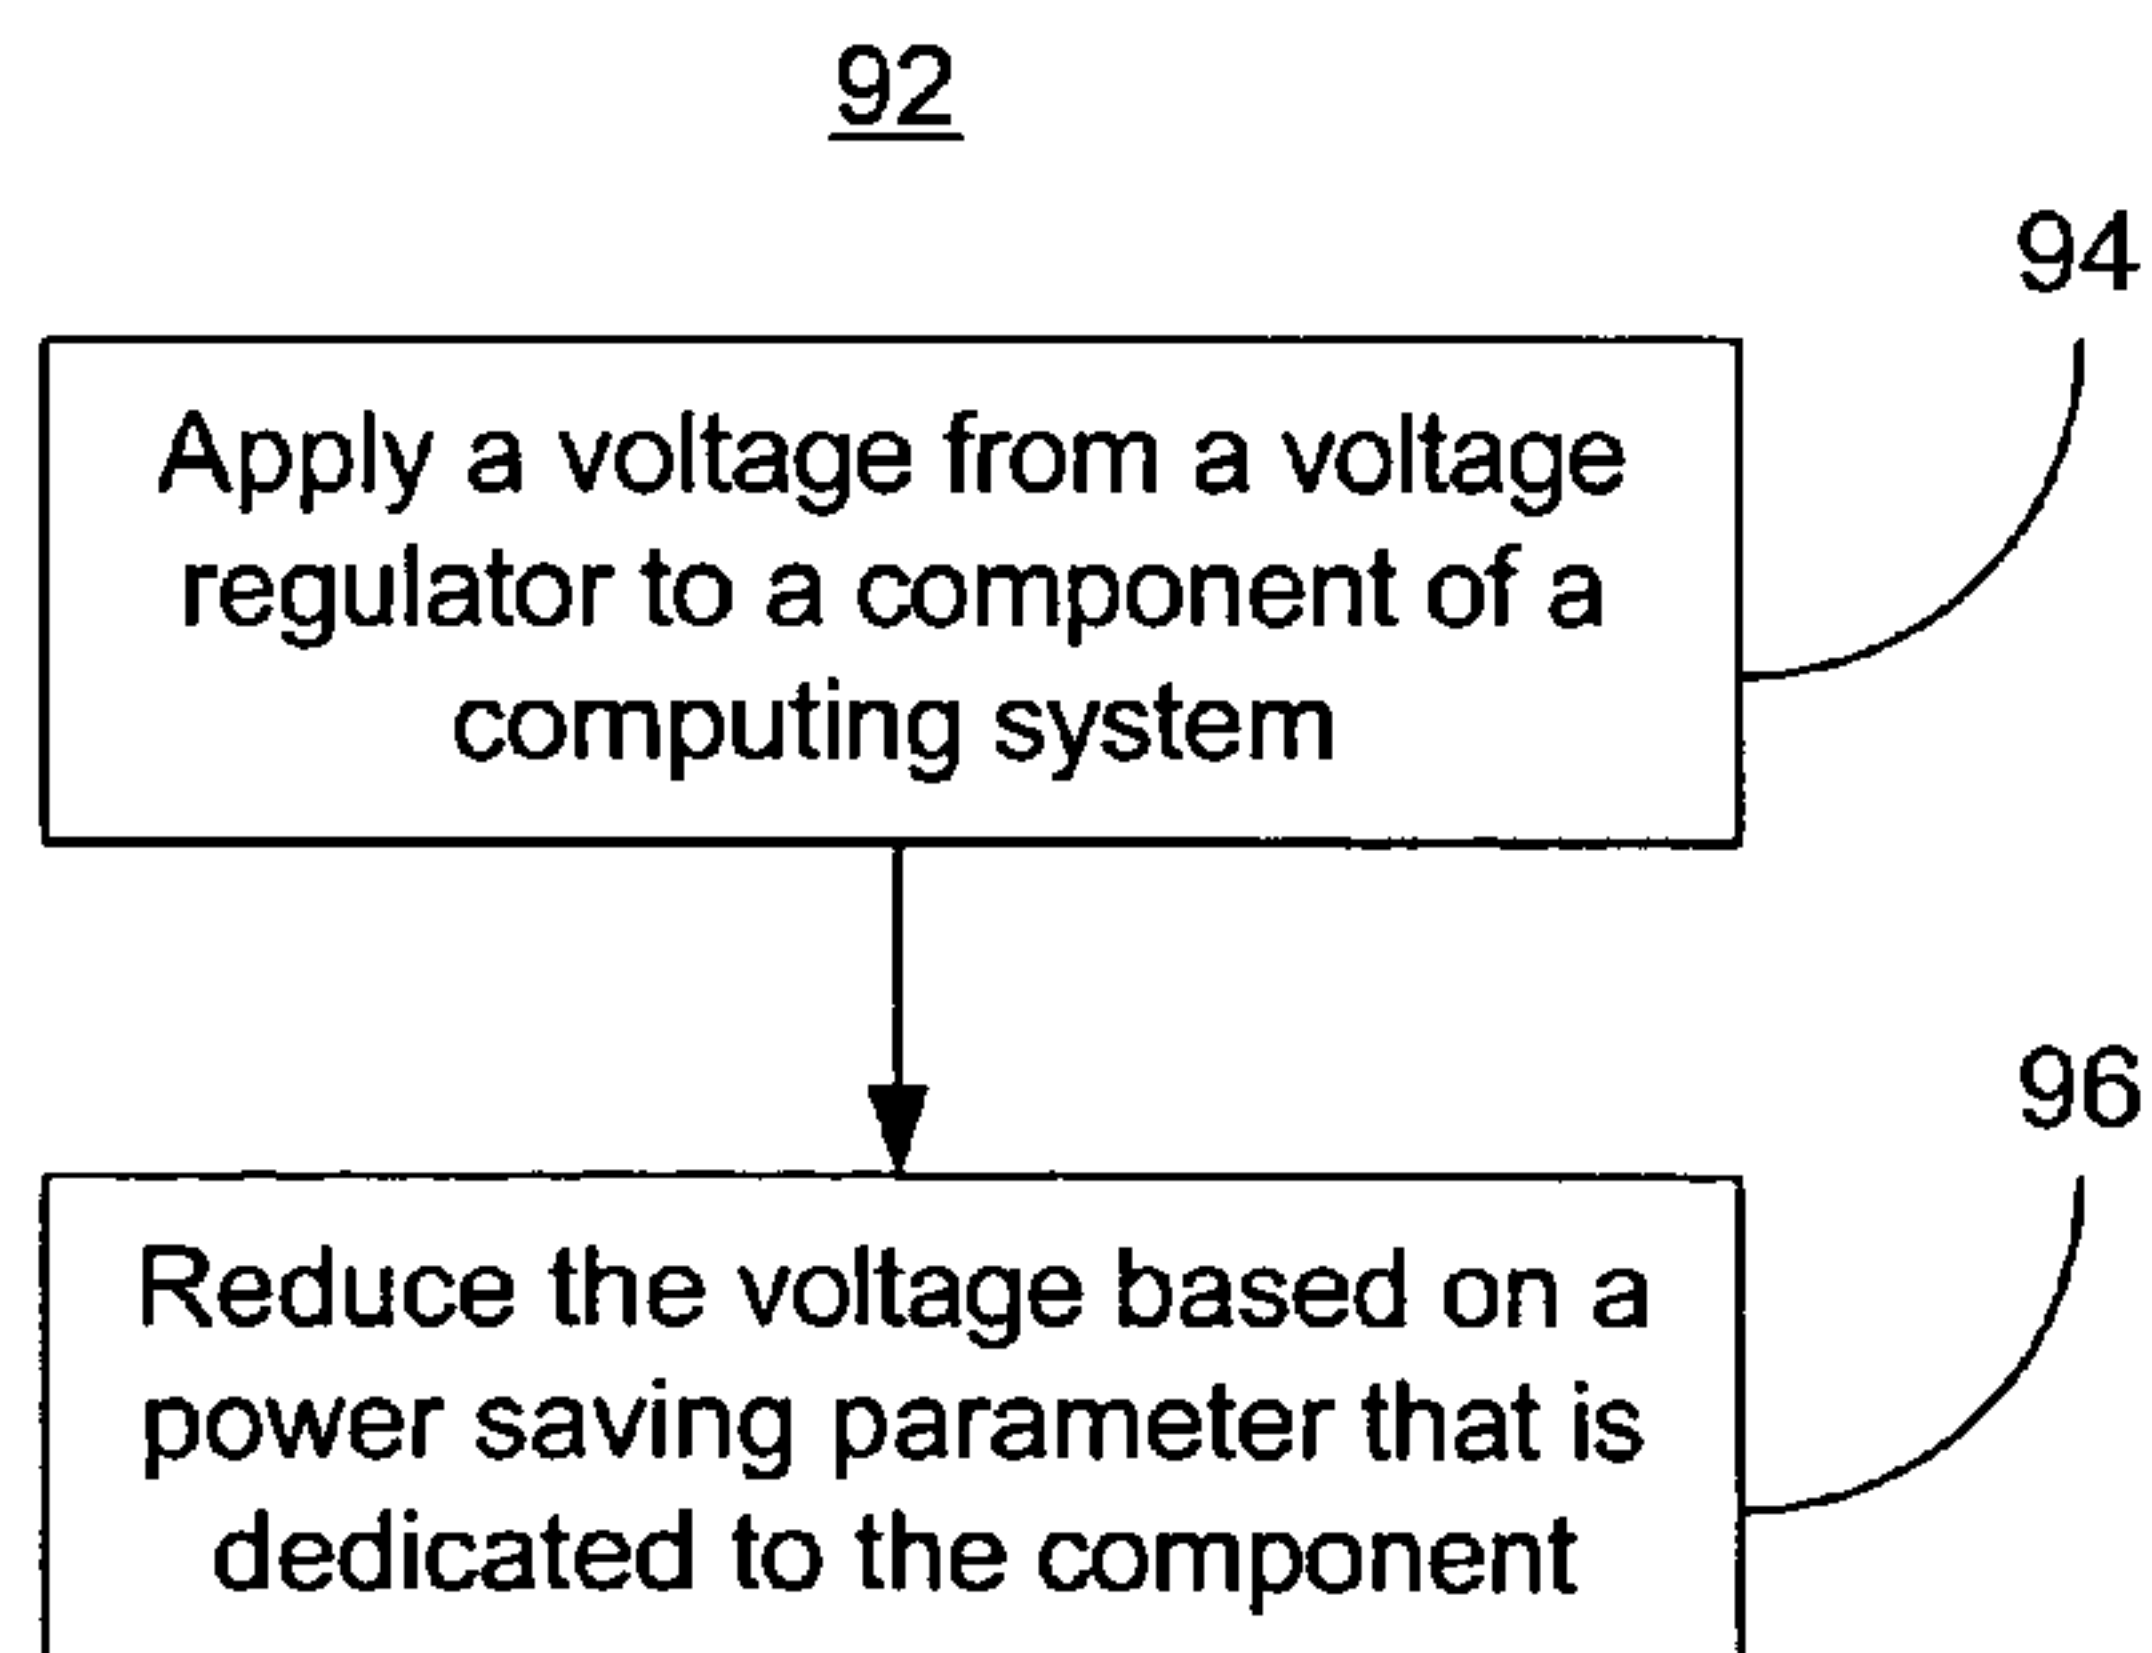 92
94
Apply a voltage from a voltage
regulator to a component of a
computing system
96
Reduce the voltage based on a
power saving parameter that is
dedicated to the component